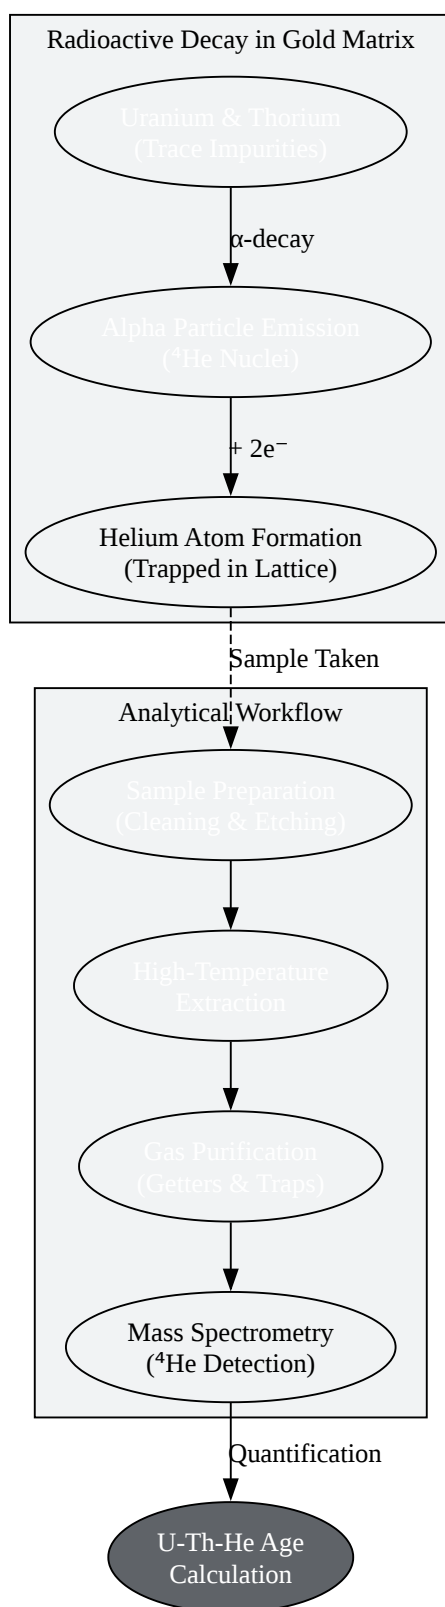 Radioactive Decay in Gold Matrix
Uranium & Thorium
(Trace Impurities)
α-decay
Alpha Particle Emission
(⁴He Nuclei)
+ 2e⁻
Helium Atom Formation
(Trapped in Lattice)
Sample Taken
Analytical Workflow
Sample Preparation
(Cleaning & Etching)
High-Temperature
Extraction
Gas Purification
(Getters & Traps)
Mass Spectrometry
(⁴He Detection)
Quantification
U-Th-He Age
Calculation